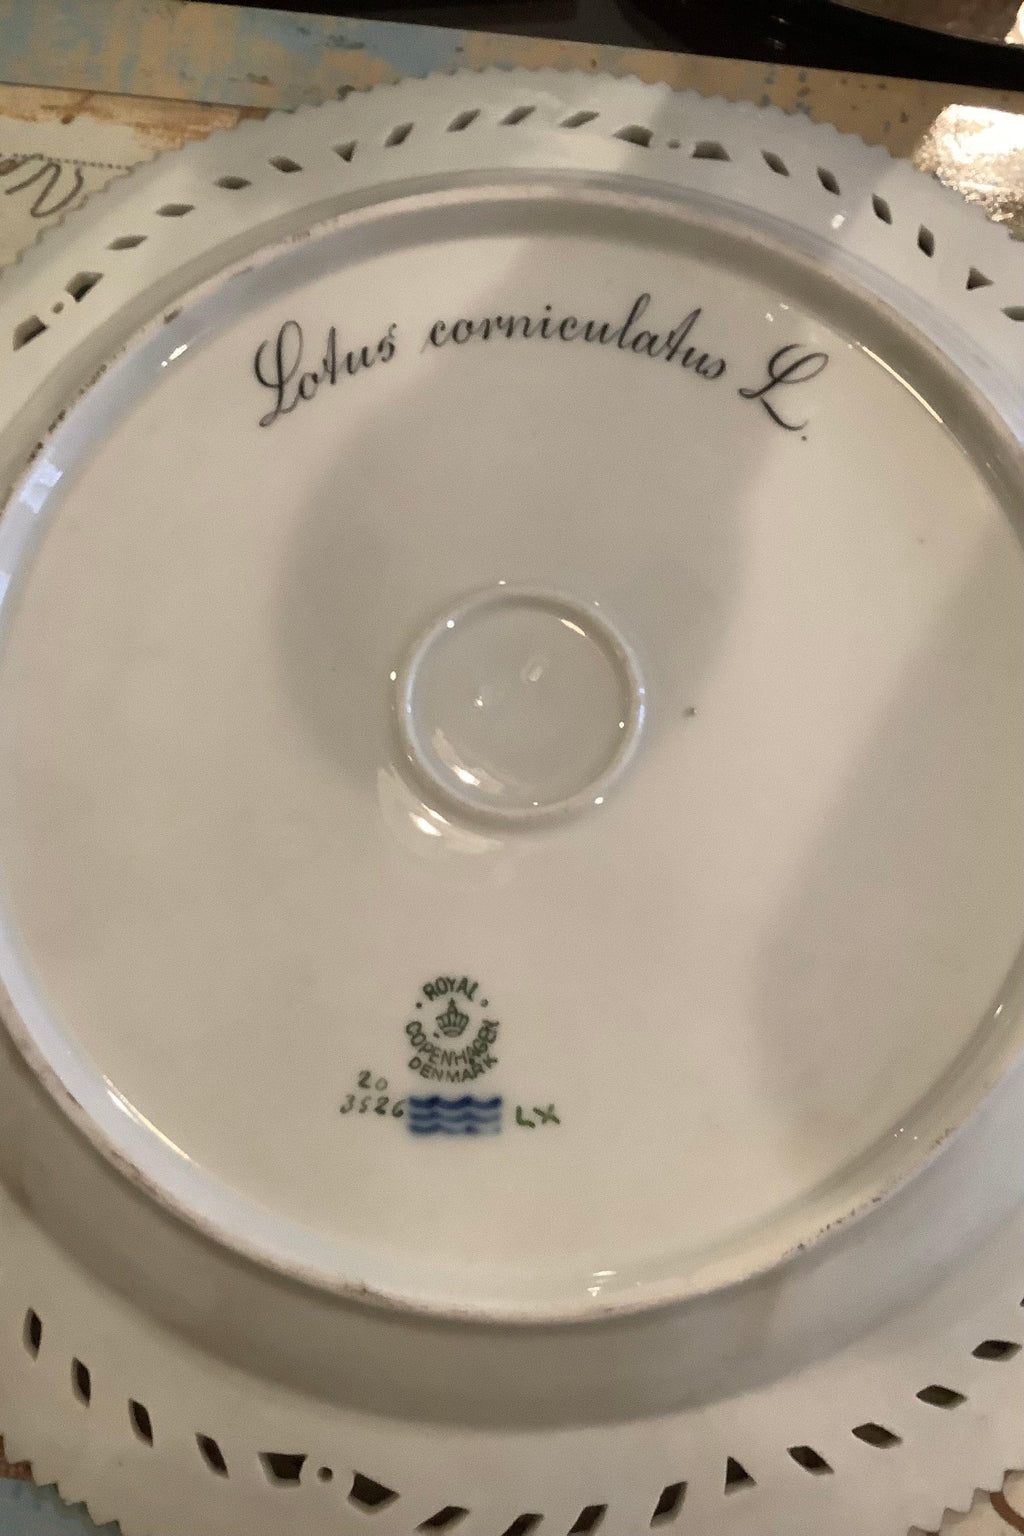 Lotus corniculatus L.
ROYAL
COPENHAGEN
DENMARK
20
3526 LX